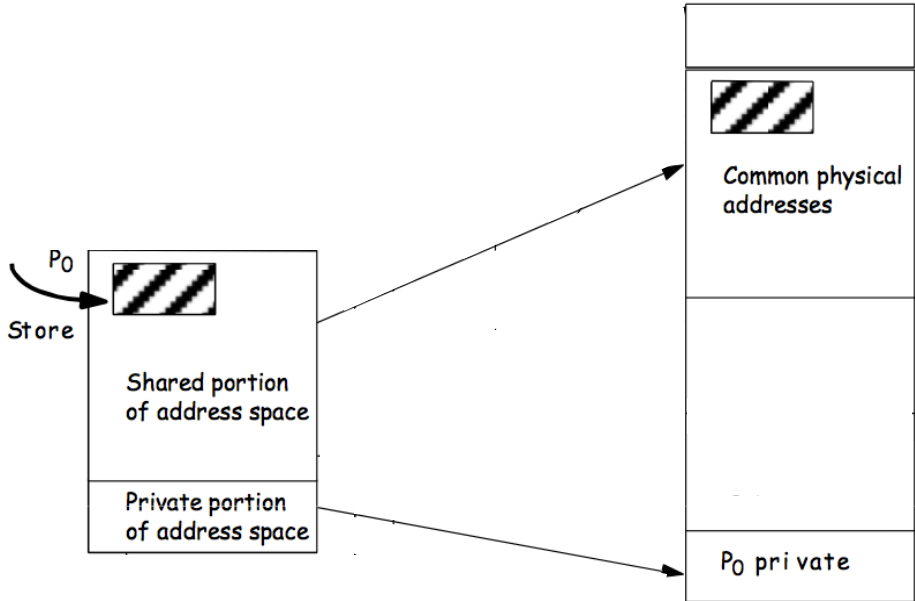 P0
Store
Shared portion
of address space
Private portion
of address space
Common physical
addresses
P0 private